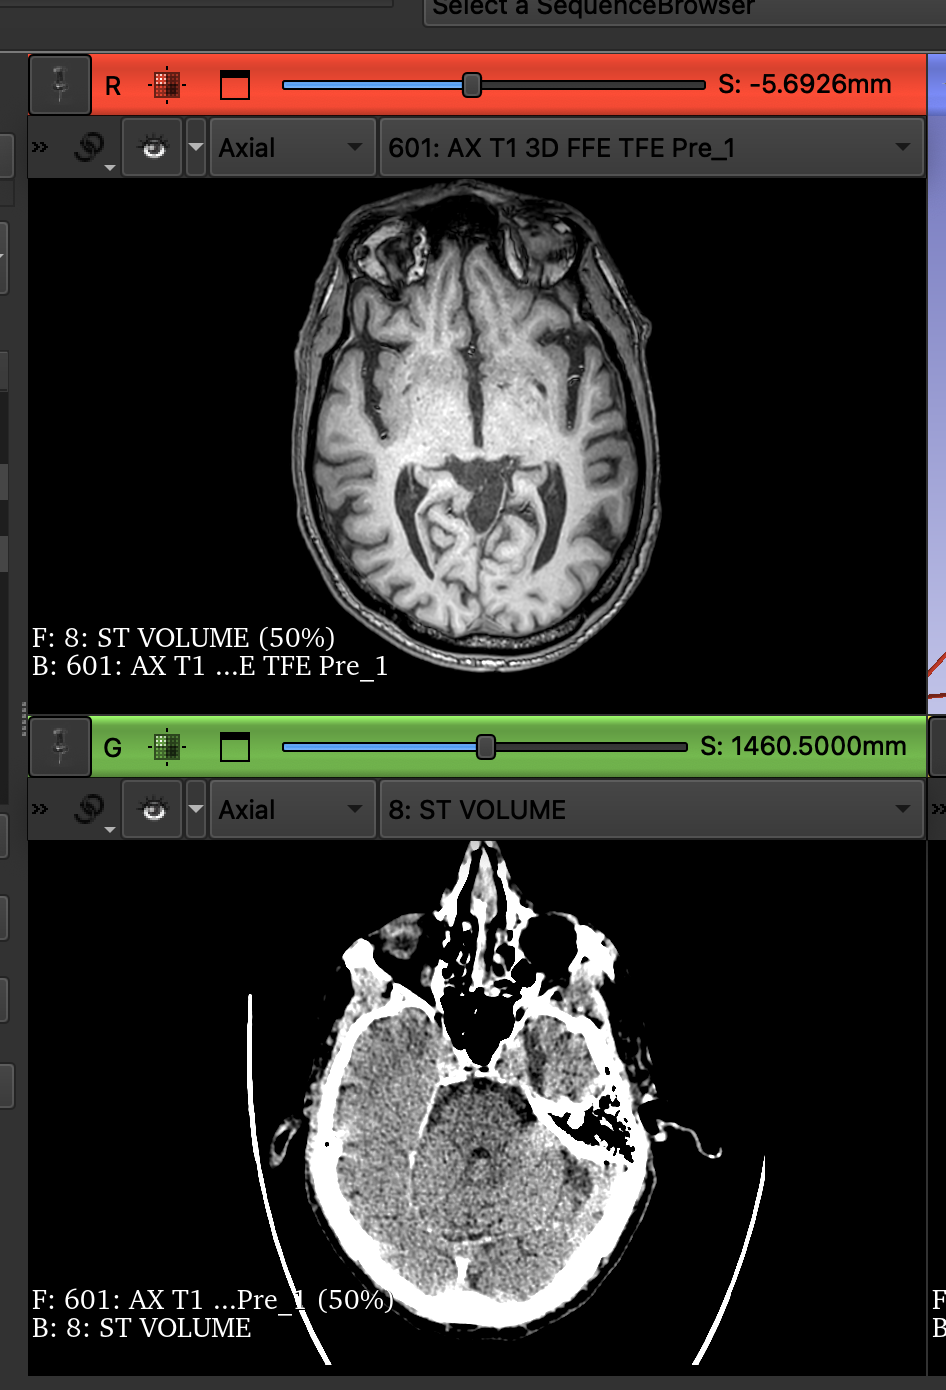 Select a SequenceBrowser
R S: -5.6926mm
Axial 601: AX T1 3D FFE TFE Pre_1
F: 8: ST VOLUME (50%)
B: 601: AX T1 ...E TFE Pre_1
G S: 1460.5000mm
Axial 8: ST VOLUME
F: 601: AX T1 ...Pre_1 (50%)
B: 8: ST VOLUME
F
B